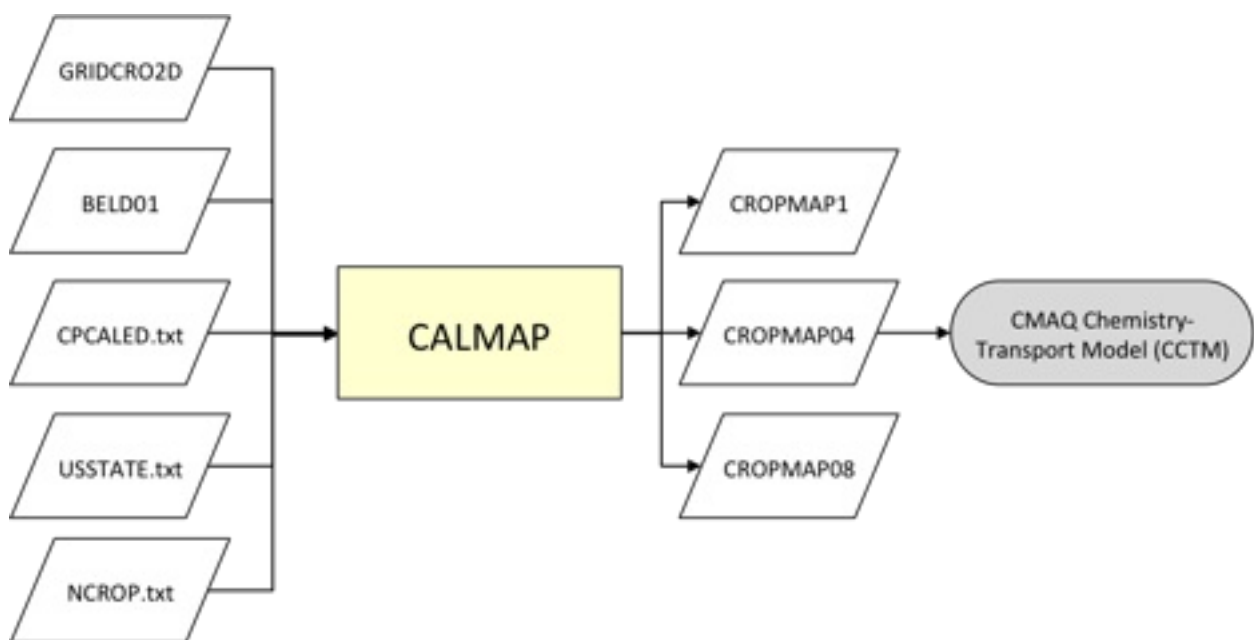 GRIDCRO2D
BELD01
CPCALED.txt
USSTATE.txt
NCROP.txt
CALMAP
CROPMAP1
CROPMAP04
CROPMAP08
CMAQ Chemistry-
Transport Model (CCTM)